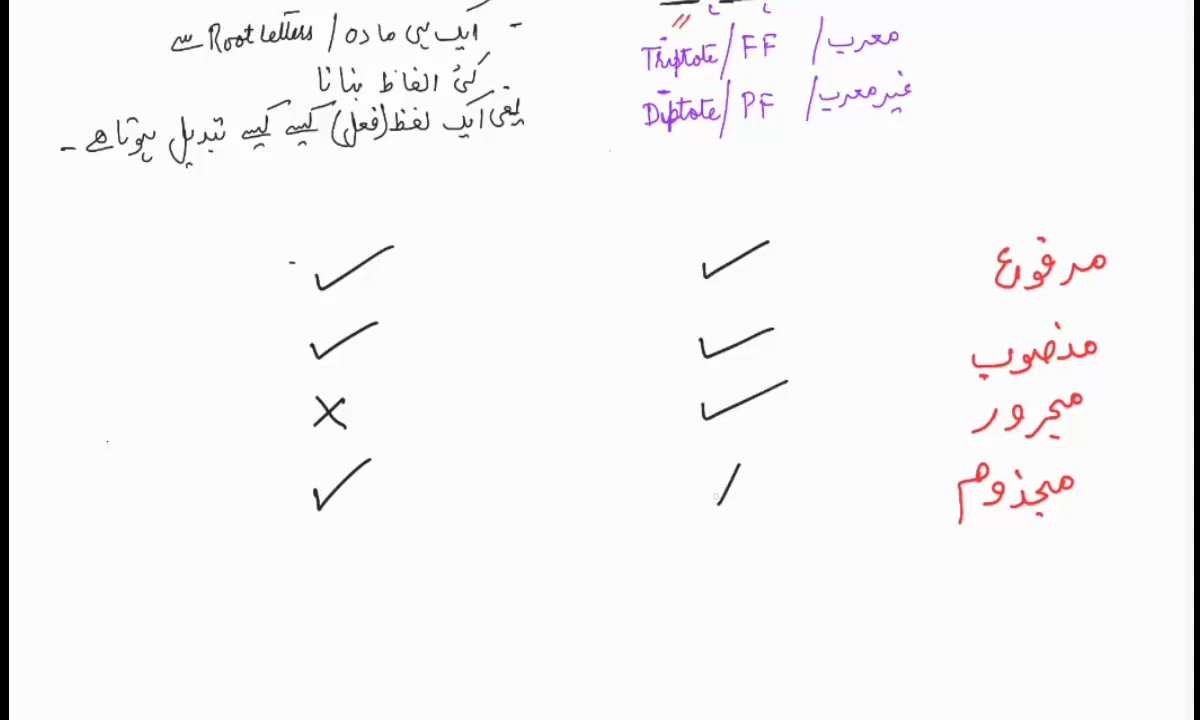 - ایک ہی مادہ / Root Letters سے
کئی الفاظ بنانا
یعنی ایک لفظ (فعل) کیسے کیسے تبدیل ہوتا ہے -
Triptote / FF / معرب
Diptote / PF / غیر معرب
مرفوع ✓ ✓
منصوب ✓ ✓
مجرور ✓ ✗
مجذوم / ✓